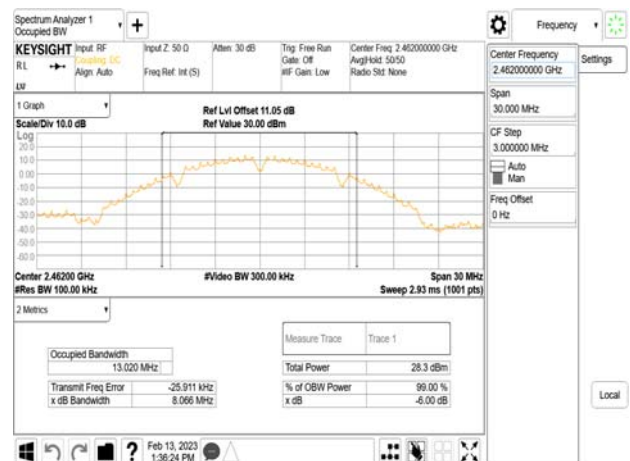 Spectrum Analyzer 1
Occupied BW
Frequency
KEYSIGHT
RL
LXI
Input: RF
Coupling: DC
Align: Auto
Input Z: 50 Ω
Freq Ref: Int (S)
Atten: 30 dB
Trig: Free Run
Gate: Off
#IF Gain: Low
Center Freq: 2.462000000 GHz
Avg|Hold: 50/50
Radio Std: None
Center Frequency
2.462000000 GHz
Settings
Span
30.000 MHz
CF Step
3.000000 MHz
Auto
Man
Freq Offset
0 Hz
Local
1 Graph
Scale/Div 10.0 dB
Ref Lvl Offset 11.05 dB
Ref Value 30.00 dBm
Log
20.0
10.0
0.00
-10.0
-20.0
-30.0
-40.0
-50.0
-60.0
Center 2.46200 GHz
#Video BW 300.00 kHz
Span 30 MHz
#Res BW 100.00 kHz
Sweep 2.93 ms (1001 pts)
2 Metrics
Measure Trace
Trace 1
Occupied Bandwidth
13.020 MHz
Total Power
28.3 dBm
Transmit Freq Error
-25.911 kHz
% of OBW Power
99.00 %
x dB Bandwidth
8.066 MHz
x dB
-6.00 dB
?
Feb 13, 2023
1:36:24 PM